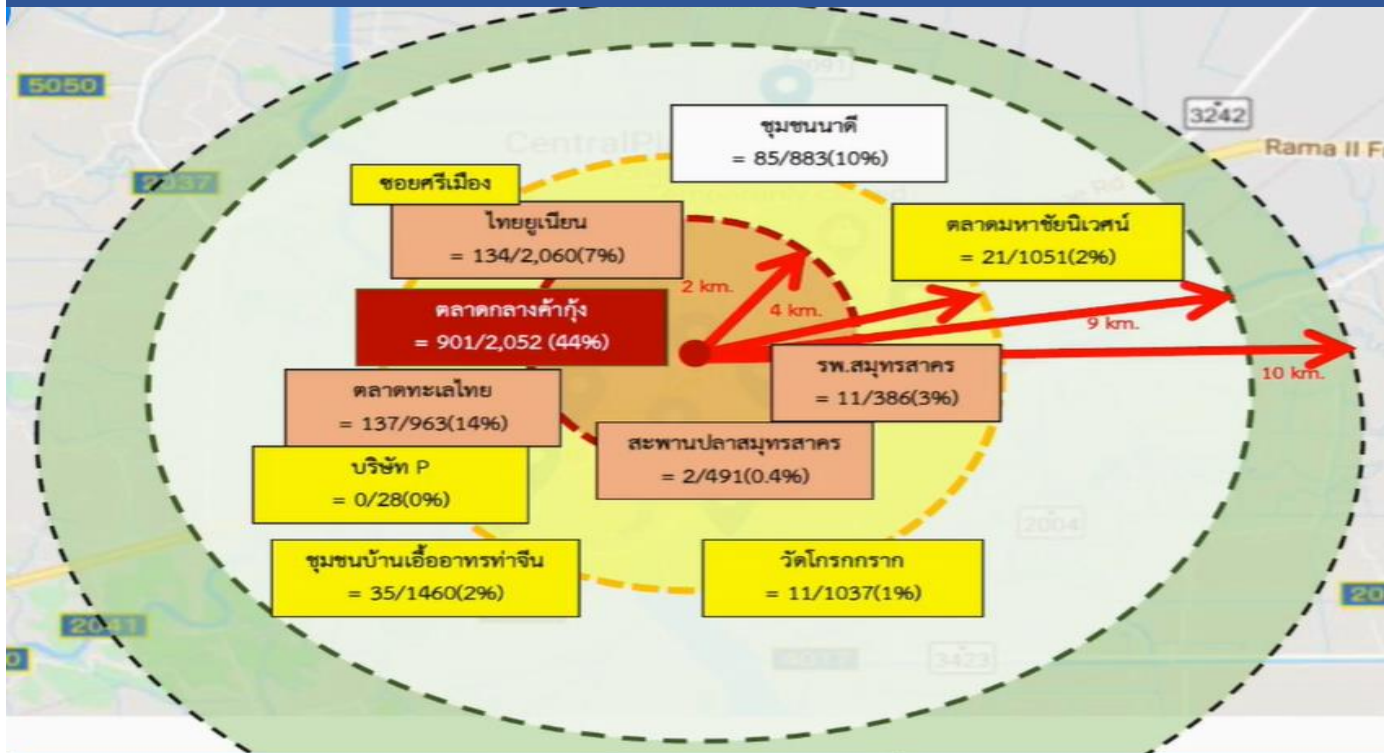 5050
3242
Rama II F
ชุมชนนาดี
= 85/883(10%)
CentralPl
2037
ซอยศรีเมือง
ไทยยูเนียน
= 134/2,060(7%)
ตลาดมหาชัยนิเวศน์
= 21/1051(2%)
2 km.
4 km.
9 km.
10 km.
ตลาดกลางค้ากุ้ง
= 901/2,052 (44%)
รพ.สมุทรสาคร
= 11/386(3%)
ตลาดทะเลไทย
= 137/963(14%)
สะพานปลาสมุทรสาคร
= 2/491(0.4%)
บริษัท P
= 0/28(0%)
2004
ชุมชนบ้านเอื้ออาทรท่าจีน
= 35/1460(2%)
วัดโกรกกราก
= 11/1037(1%)
20
2041
3423
0